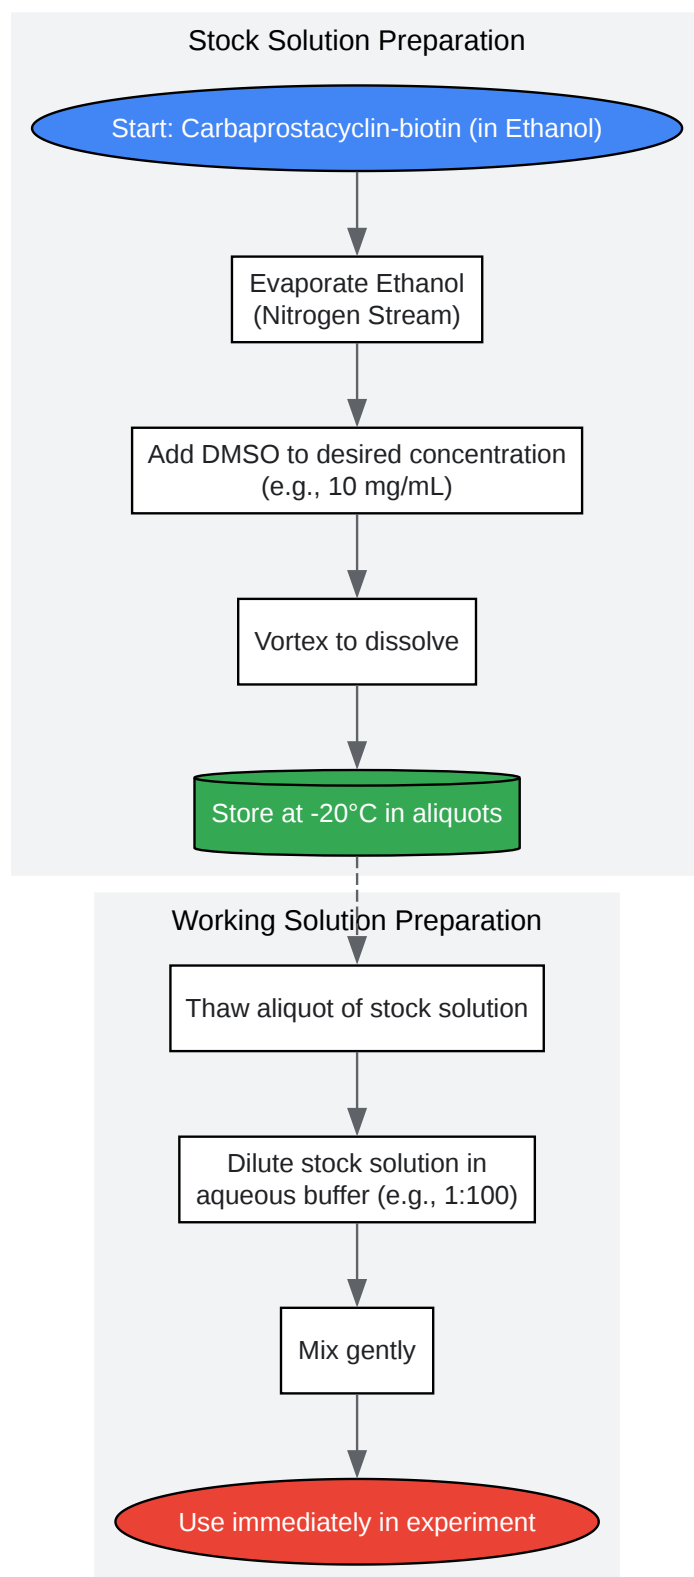 Stock Solution Preparation
Start: Carbaprostacyclin-biotin (in Ethanol)
Evaporate Ethanol
(Nitrogen Stream)
Add DMSO to desired concentration
(e.g., 10 mg/mL)
Vortex to dissolve
Store at -20°C in aliquots
Working Solution Preparation
Thaw aliquot of stock solution
Dilute stock solution in
aqueous buffer (e.g., 1:100)
Mix gently
Use immediately in experiment